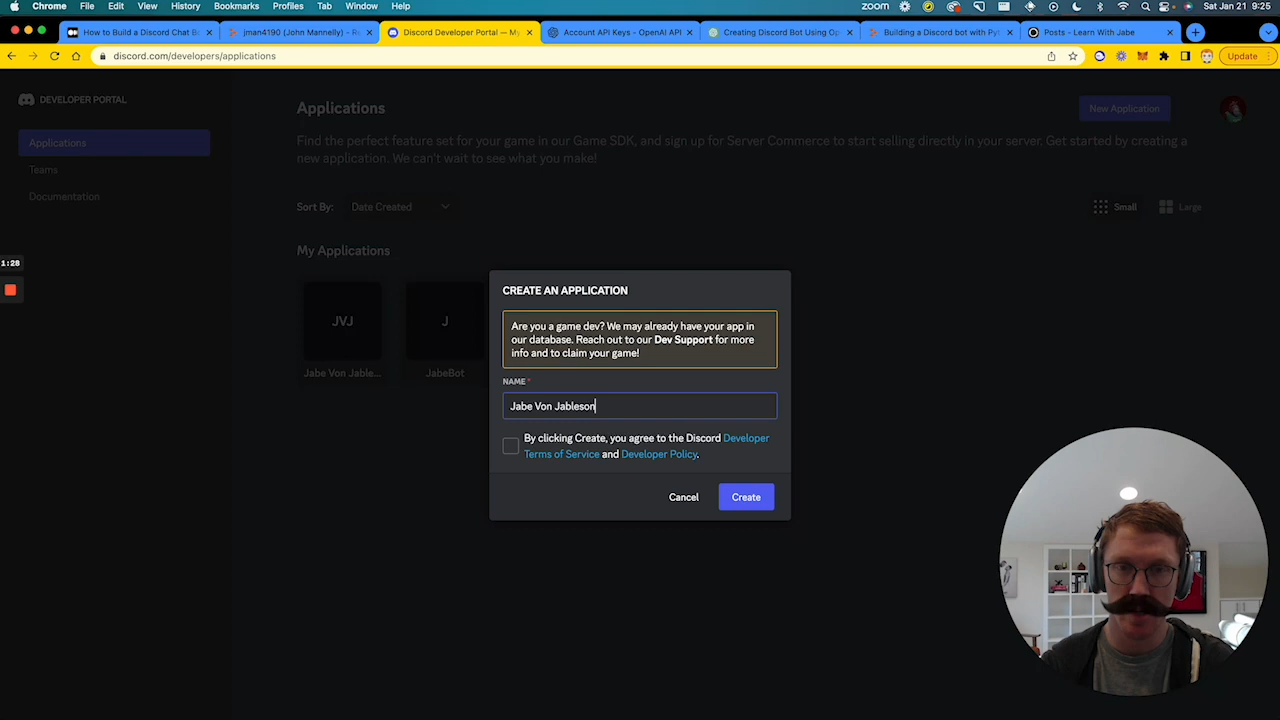 Chrome File Edit View History Bookmarks Profiles Tab Window Help zoom Sat Jan 21 9:25
How to Build a Discord Chat Bo
jman4190 (John Mannelly) - Re
Discord Developer Portal — My
Account API Keys - OpenAI API
Creating Discord Bot Using Op
Building a Discord bot with Pyt
Posts - Learn With Jabe
discord.com/developers/applications
Update
DEVELOPER PORTAL
Applications
Teams
Documentation
Applications
New Application
Find the perfect feature set for your game in our Game SDK, and sign up for Server Commerce to start selling directly in your server. Get started by creating a
new application. We can't wait to see what you make!
Sort By: Date Created
Small Large
My Applications
JVJ
Jabe Von Jable...
J
JabeBot
1:28
CREATE AN APPLICATION
Are you a game dev? We may already have your app in
our database. Reach out to our Dev Support for more
info and to claim your game!
NAME *
Jabe Von Jableson
By clicking Create, you agree to the Discord Developer
Terms of Service and Developer Policy.
Cancel Create